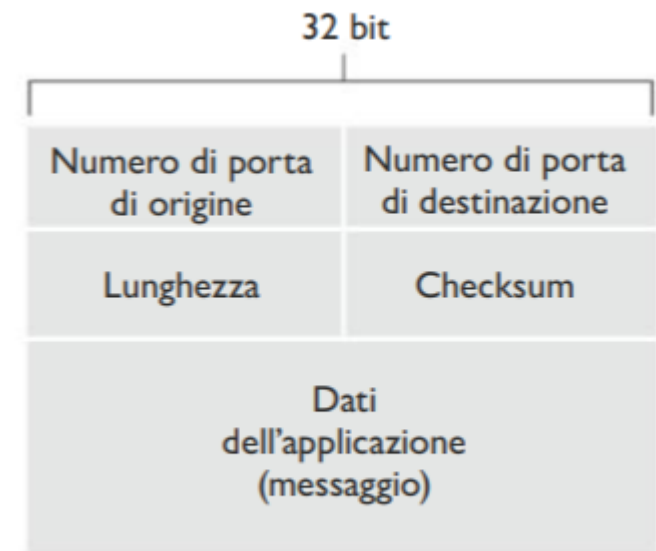 32 bit
Numero di porta
di origine
Numero di porta
di destinazione
Lunghezza
Checksum
Dati
dell'applicazione
(messaggio)